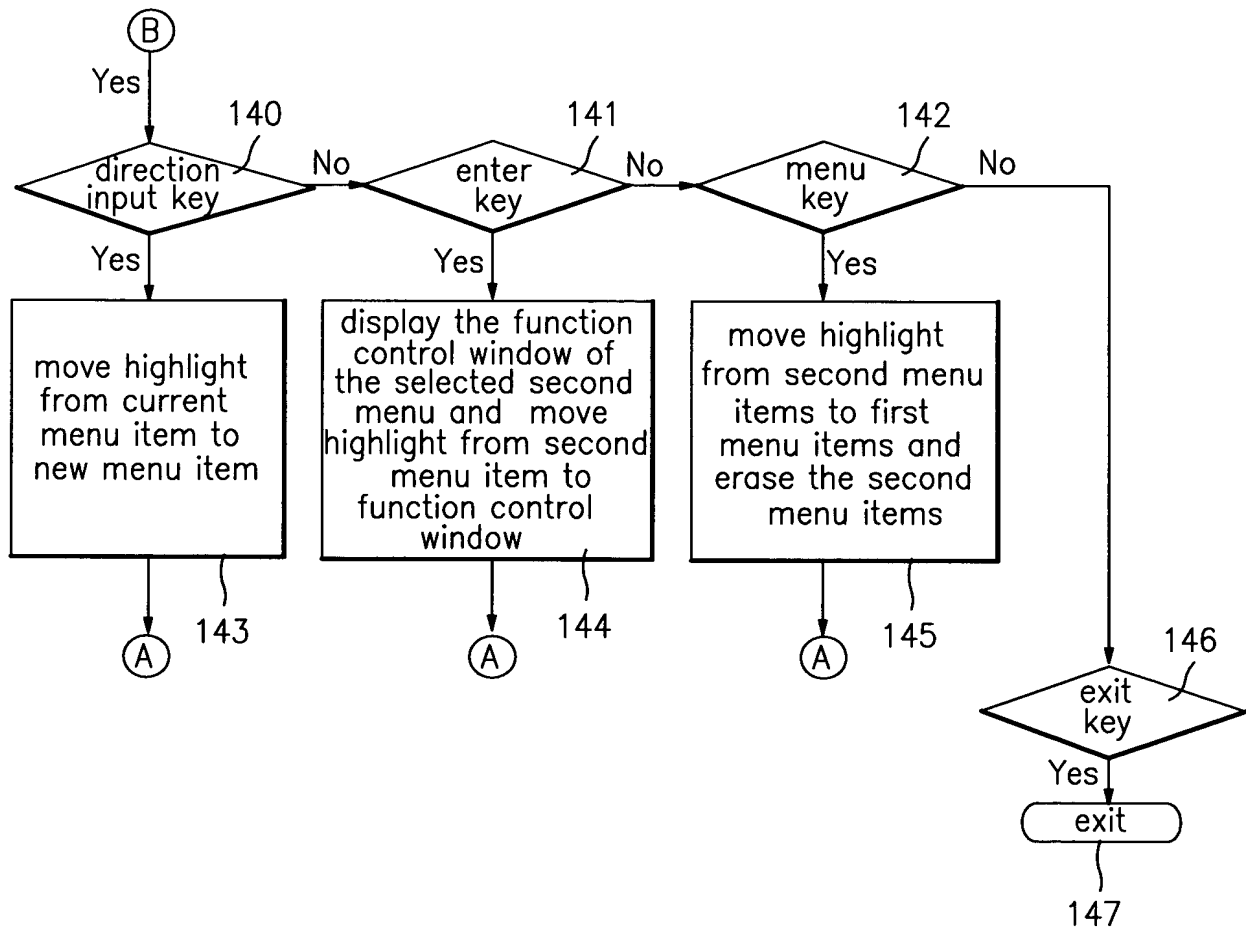 B
Yes
140
direction
input key
No
141
enter
key
No
142
menu
key
No
Yes
Yes
Yes
move highlight
from current
menu item to
new menu item
display the function
control window of
the selected second
menu and move
highlight from second
menu item to
function control
window
move highlight
from second menu
items to first
menu items and
erase the second
menu items
143
144
145
A
A
A
146
exit
key
Yes
exit
147